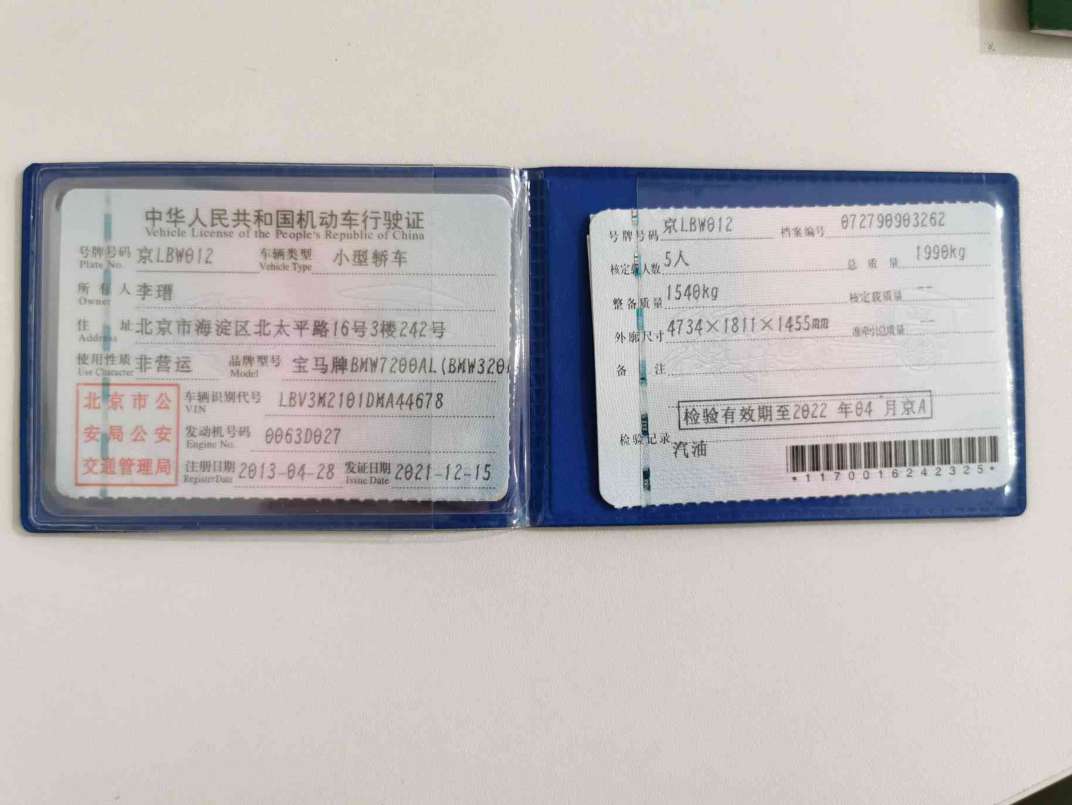 中华人民共和国机动车行驶证
Vehicle License of the People's Republic of China
号牌号码 京LBW012 车辆类型 小型轿车
Plate No. Vehicle Type
所有人 李瑨
Owner
住址 北京市海淀区北太平路16号3楼242号
Address
使用性质 非营运 品牌型号 宝马牌BMW7200AL(BMW320
Use Character Model
北京市公安局公安交通管理局
车辆识别代号 LBV3M2101DMA44678
VIN
发动机号码 0063D027
Engine No.
注册日期 2013-04-28 发证日期 2021-12-15
Register Date Issue Date
号牌号码 京LBW012 档案编号 072790903262
核定载人数 5人 总质量 1990kg
整备质量 1540kg 核定载质量 --
外廓尺寸 4734×1811×1455mm 准牵引总质量 --
备注
检验有效期至2022年04月京A
检验记录
汽油
*1170016242325*